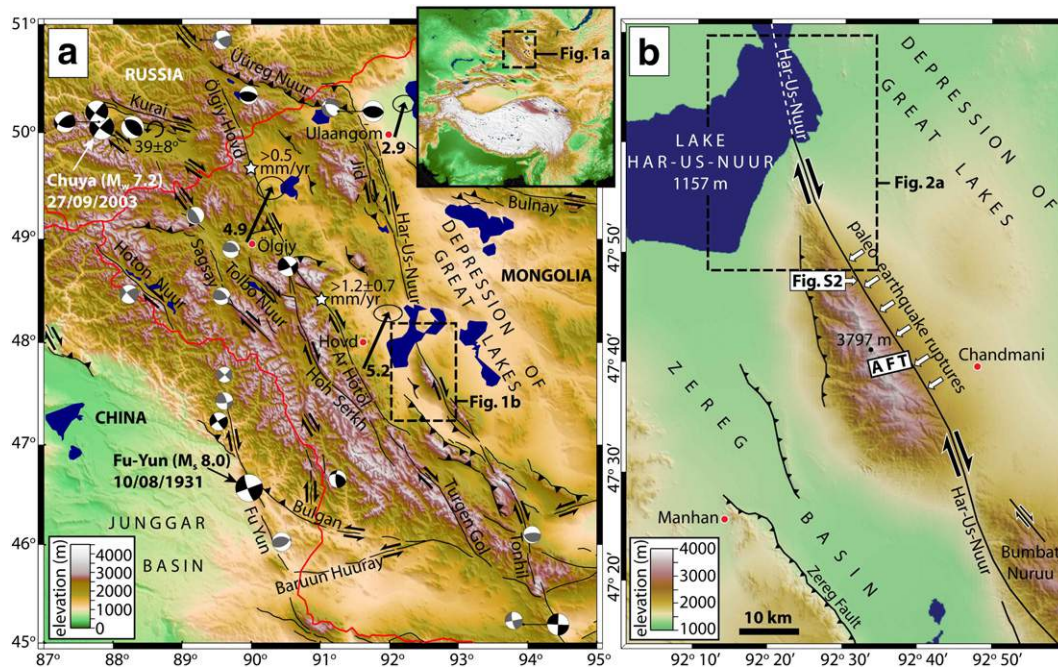 a
51°
50°
49°
48°
47°
46°
45°
87°
88°
89°
90°
91°
92°
93°
94°
95°
RUSSIA
Üüreg Nuur
Kurai
Ölgiy-Hovd
39±8°
Chuya (Mw 7.2)
27/09/2003
Ulaangom
2.9
>0.5
mm/yr
Jid
Har-Us-Nuur
Bulnay
4.9
Ölgiy
DEPRESSION OF
GREAT LAKES
MONGOLIA
Hoton Nuur
Sagsay
Tolbo Nuur
>1.2±0.7
mm/yr
Hovd
5.2
Ar Hötöl
Hoh Serkh
Fig. 1b
CHINA
Fu-Yun (Ms 8.0)
10/08/1931
JUNGGAR
BASIN
Fu Yun
Bulgan
Baruun Huuray
Turgen Gol
Tonhil
elevation (m)
4000
3000
2000
1000
0
Fig. 1a
b
Har-Us-Nuur
DEPRESSION OF
GREAT LAKES
LAKE
HAR-US-NUUR
1157 m
Fig. 2a
paleo-earthquake ruptures
Fig. S2
3797 m
AFT
Chandmani
ZEREG BASIN
Manhan
Zereg Fault
Har-Us-Nuur
Bumbat
Nuruu
10 km
elevation (m)
4000
3000
2000
1000
47° 50'
47° 40'
47° 30'
47° 20'
92° 10'
92° 20'
92° 30'
92° 40'
92° 50'